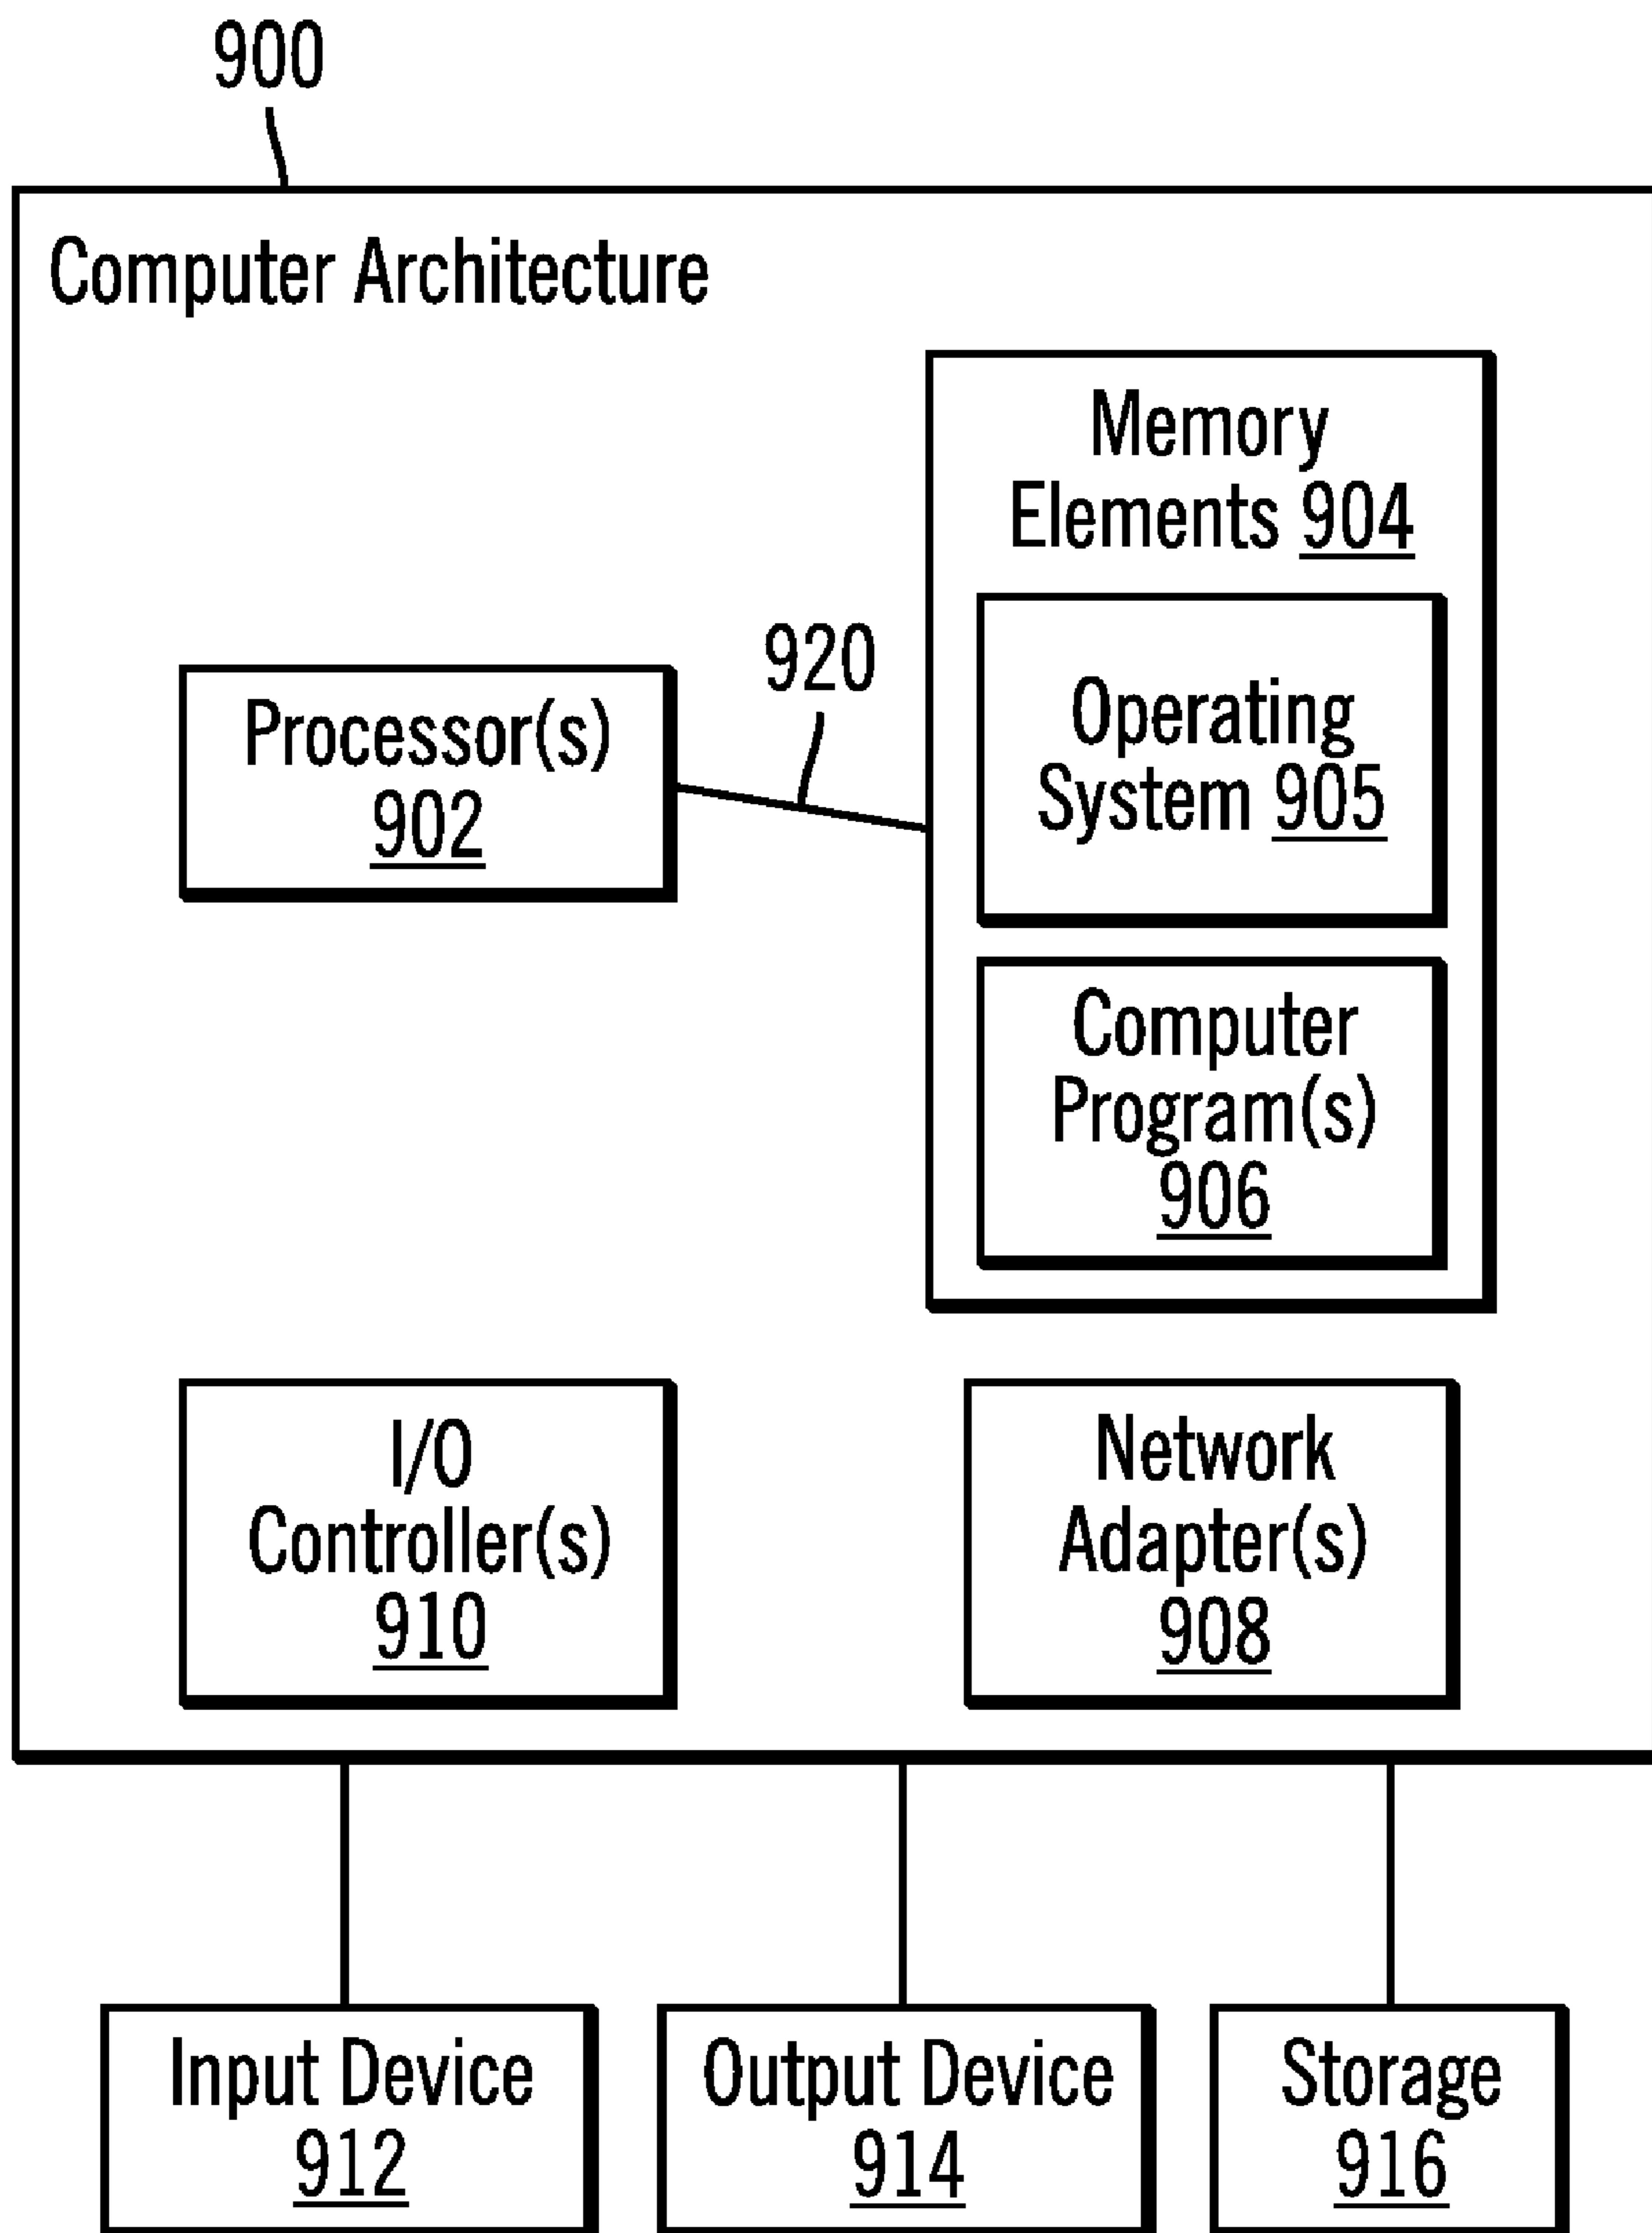 900
Computer Architecture
Memory
Elements 904
920
Operating
System 905
Processor(s)
902
Computer
Program(s)
906
I/O
Controller(s)
910
Network
Adapter(s)
908
Input Device
912
Output Device
914
Storage
916